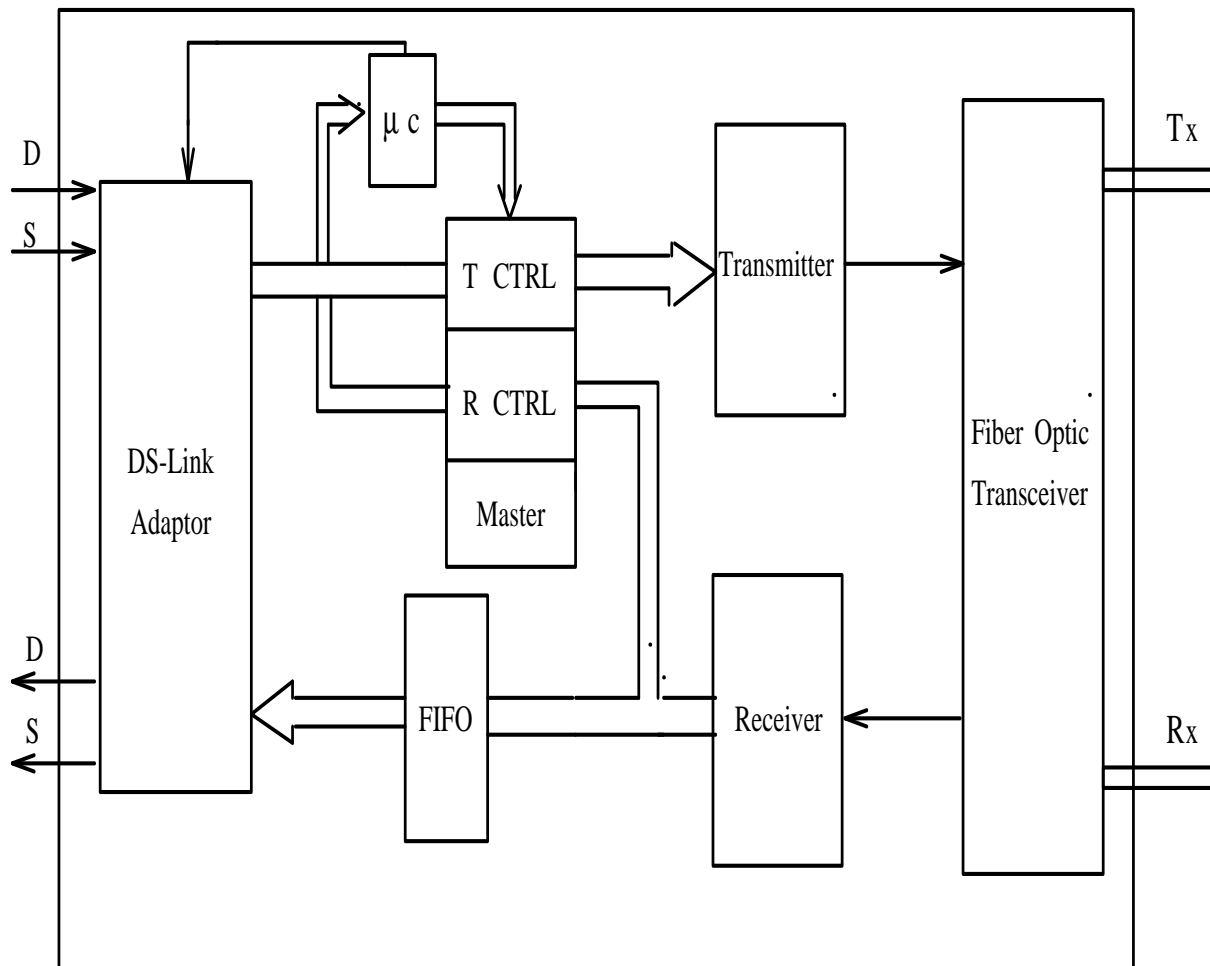 μ c
D
S
Tx
T CTRL
Transmitter
R CTRL
Master
DS-Link
Adaptor
Fiber Optic
Transceiver
D
S
FIFO
Receiver
Rx